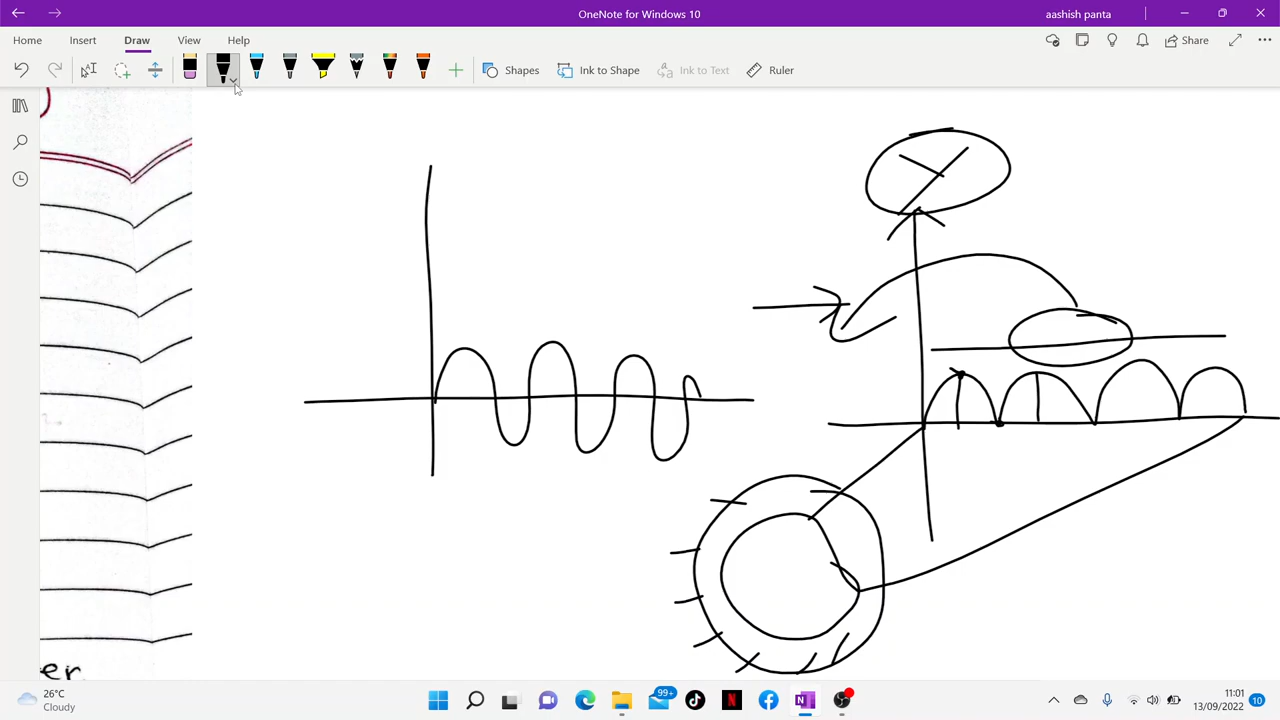 OneNote for Windows 10
aashish panta
Home Insert Draw View Help
Share
Shapes Ink to Shape Ink to Text Ruler
er
26°C
Cloudy
99+
N
11:01
13/09/2022
10